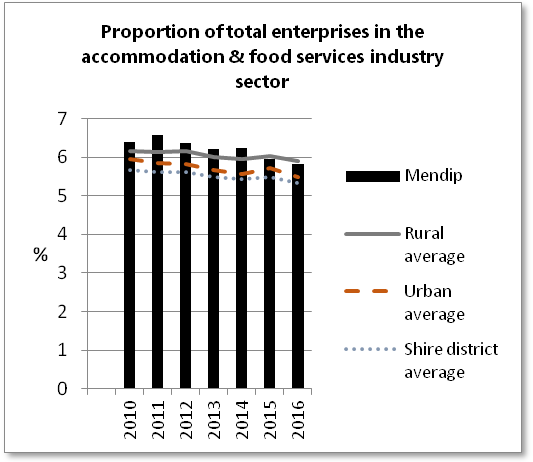 Proportion of total enterprises in the
accommodation & food services industry
sector
7
6
5
4
3
2
1
0
%
2010
2011
2012
2013
2014
2015
2016
Mendip
Rural
average
Urban
average
Shire district
average